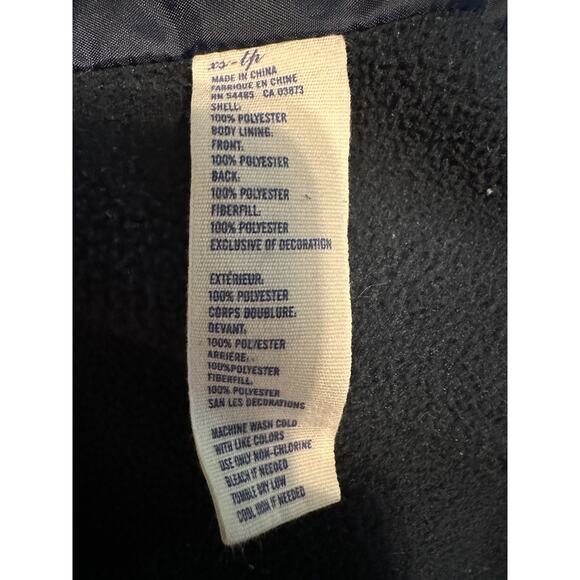 xs-tp
MADE IN CHINA
FABRIQUE EN CHINE
RN 54485 CA 03873
SHELL:
100% POLYESTER
BODY LINING:
FRONT:
100% POLYESTER
BACK:
100% POLYESTER
FIBERFILL:
100% POLYESTER
EXCLUSIVE OF DECORATION
EXTÉRIEUR:
100% POLYESTER
CORPS DOUBLURE:
DEVANT:
100% POLYESTER
ARRIÈRE:
100%POLYESTER
FIBERFILL:
100% POLYESTER
SAN LES DECORATIONS
MACHINE WASH COLD
WITH LIKE COLORS
USE ONLY NON-CHLORINE
BLEACH IF NEEDED
TUMBLE DRY LOW
COOL IRON IF NEEDED